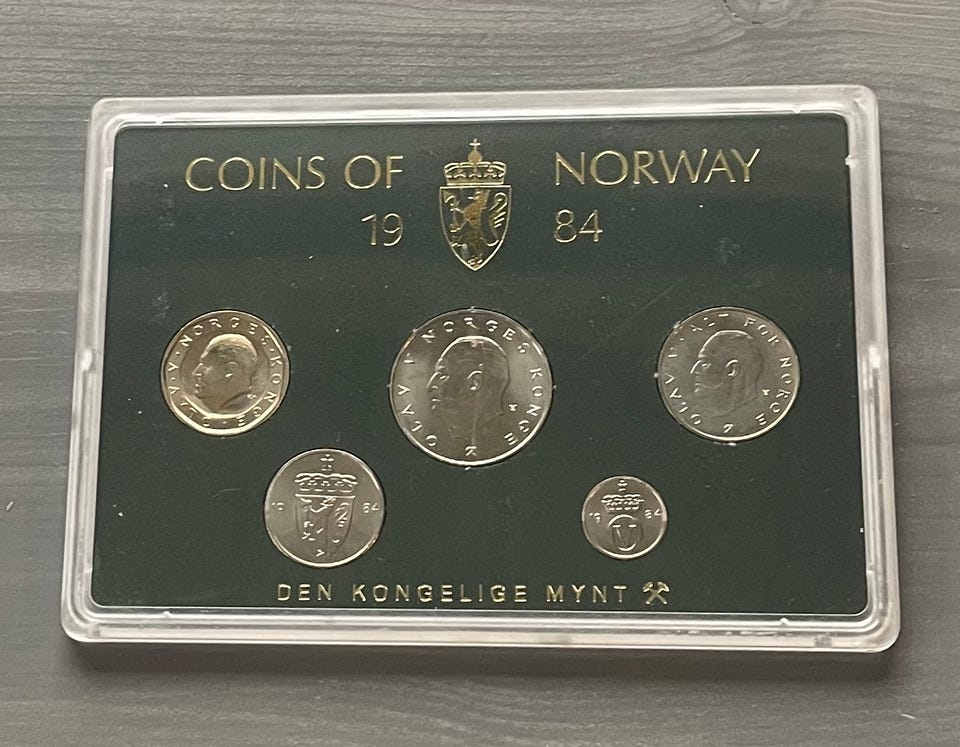 COINS OF NORWAY
19 84
OLAV·V·NORGES·KONGE
OLAV V NORGES KONGE
OLAV·V·ALT FOR NORGE
19 84
19 84
V
DEN KONGELIGE MYNT